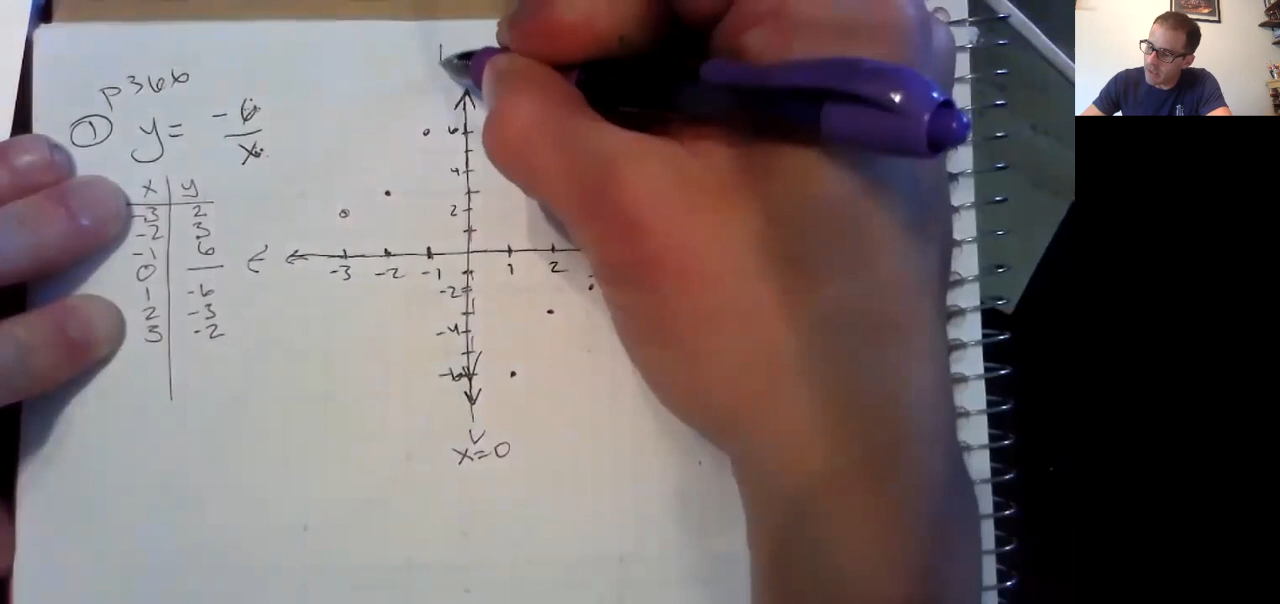 p366
① y = -6/x
x y
-3 2
-2 3
-1 6
0 —
1 -6
2 -3
3 -2
6
4
2
-3 -2 -1 1 2
-2
-4
-6
x=0